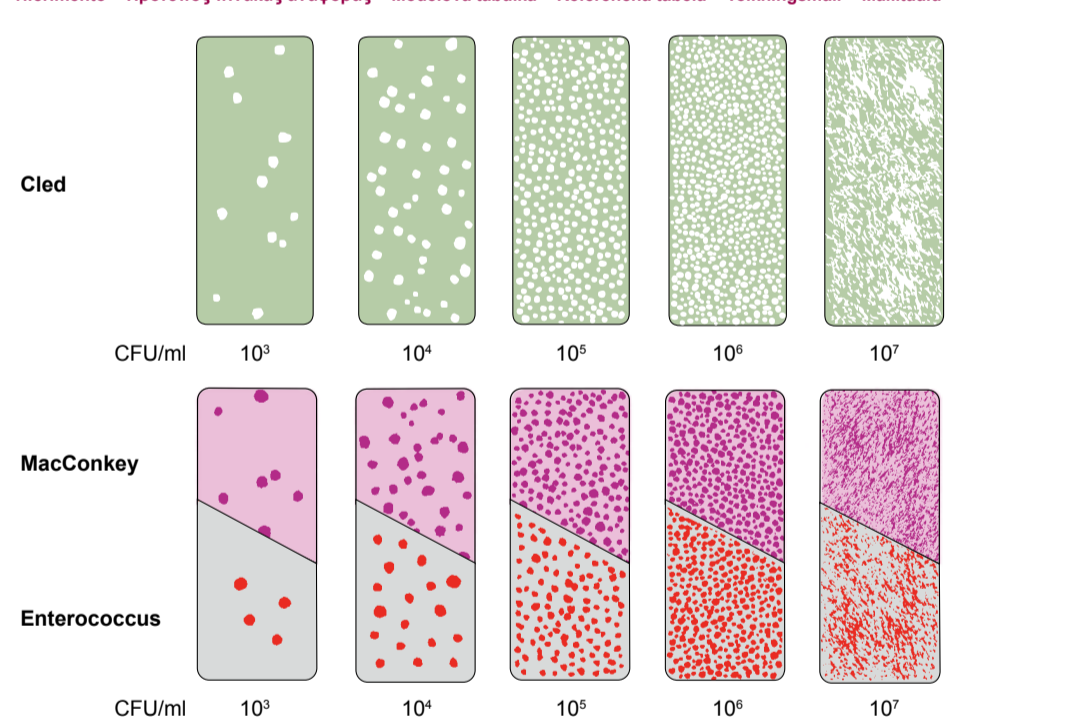 Cled
CFU/ml 10³ 10⁴ 10⁵ 10⁶ 10⁷
MacConkey
Enterococcus
CFU/ml 10³ 10⁴ 10⁵ 10⁶ 10⁷